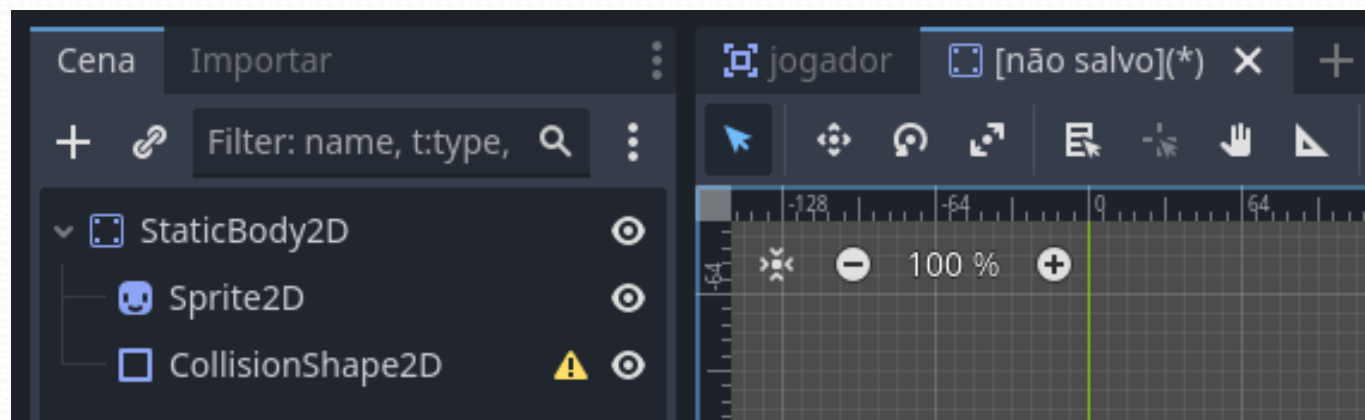 Cena Importar
jogador [não salvo](*)
Filter: name, t:type,
-128 -64 0 64
StaticBody2D
-64
100 %
Sprite2D
CollisionShape2D